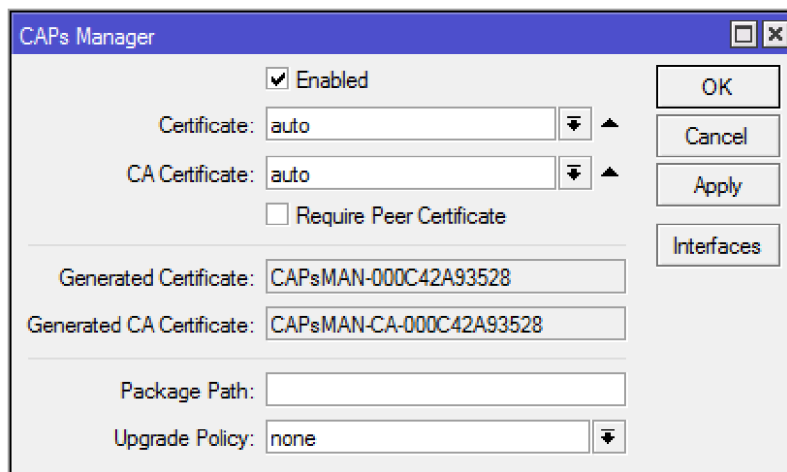 CAPs Manager
Enabled
OK
Certificate: auto
Cancel
CA Certificate: auto
Apply
Require Peer Certificate
Interfaces
Generated Certificate: CAPsMAN-000C42A93528
Generated CA Certificate: CAPsMAN-CA-000C42A93528
Package Path:
Upgrade Policy: none